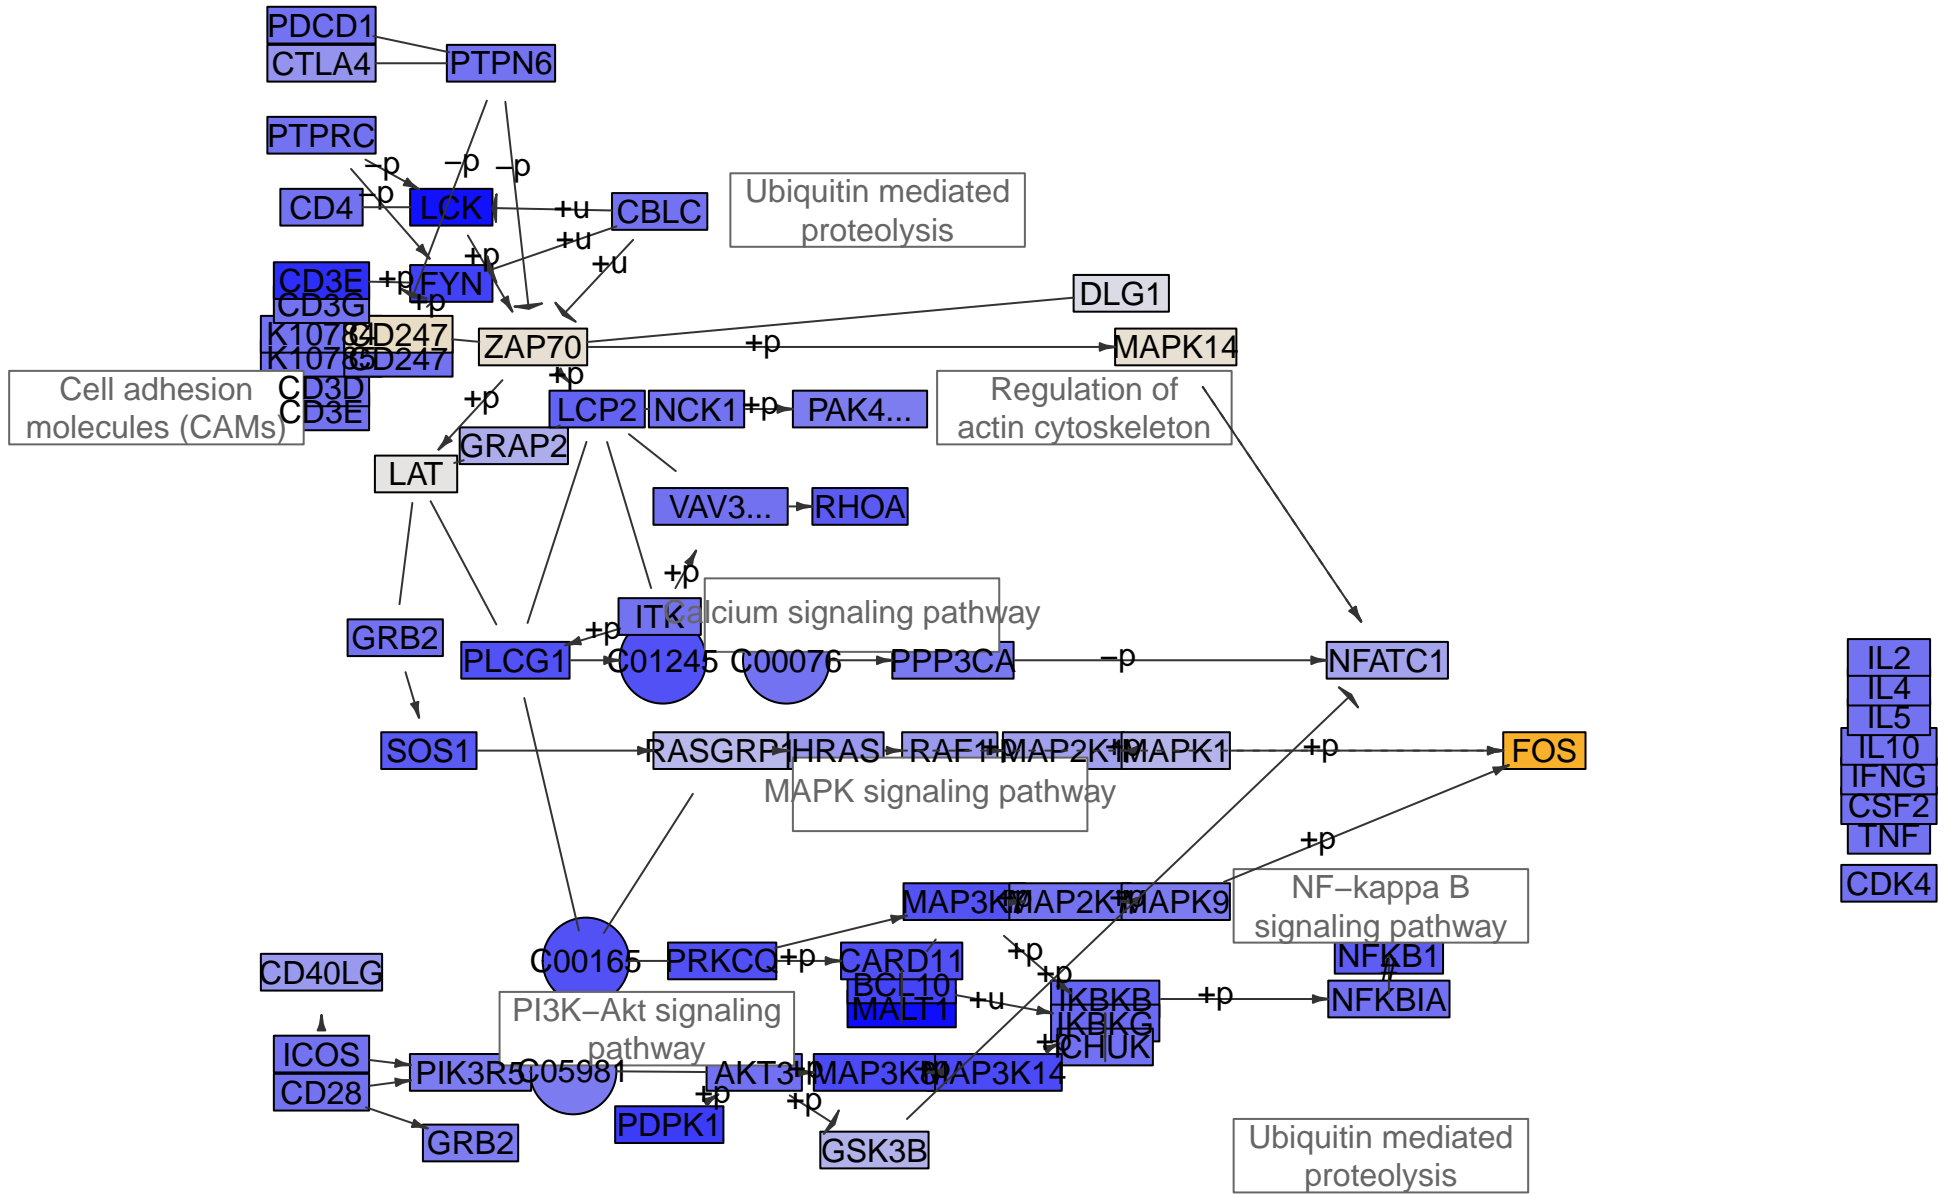 PDCD1
CTLA4
PTPN6
PTPRC
−p
−p
−p
−p
CD4
LCK
+u
CBLC
Ubiquitin mediated
proteolysis
+u
+p
+u
CD3E
+p
FYN
CD3G
+p
DLG1
K10784
CD247
ZAP70
+p
MAPK14
K10785
CD247
+p
Cell adhesion
molecules (CAMs)
CD3D
CD3E
+p
LCP2
NCK1
+p
PAK4...
Regulation of
actin cytoskeleton
GRAP2
LAT
VAV3...
RHOA
+p
ITK
Calcium signaling pathway
+p
GRB2
PLCG1
C01245
C00076
PPP3CA
−p
NFATC1
IL2
IL4
IL5
IL10
IFNG
CSF2
TNF
CDK4
SOS1
RASGRP1
HRAS
RAF1
+p
MAP2K1
+p
MAPK1
+p
FOS
MAPK signaling pathway
+p
MAP3K7
+p
MAP2K7
+p
MAPK9
NF−kappa B
signaling pathway
C00165
PRKCQ
+p
CARD11
+p
+p
NFKB1
CD40LG
BCL10
MALT1
+u
IKBKB
IKBKG
CHUK
+p
+p
NFKBIA
PI3K−Akt signaling
pathway
ICOS
CD28
PIK3R5
C05981
AKT3
+p
MAP3K8
+p
MAP3K14
+p
+p
PDPK1
GRB2
GSK3B
Ubiquitin mediated
proteolysis